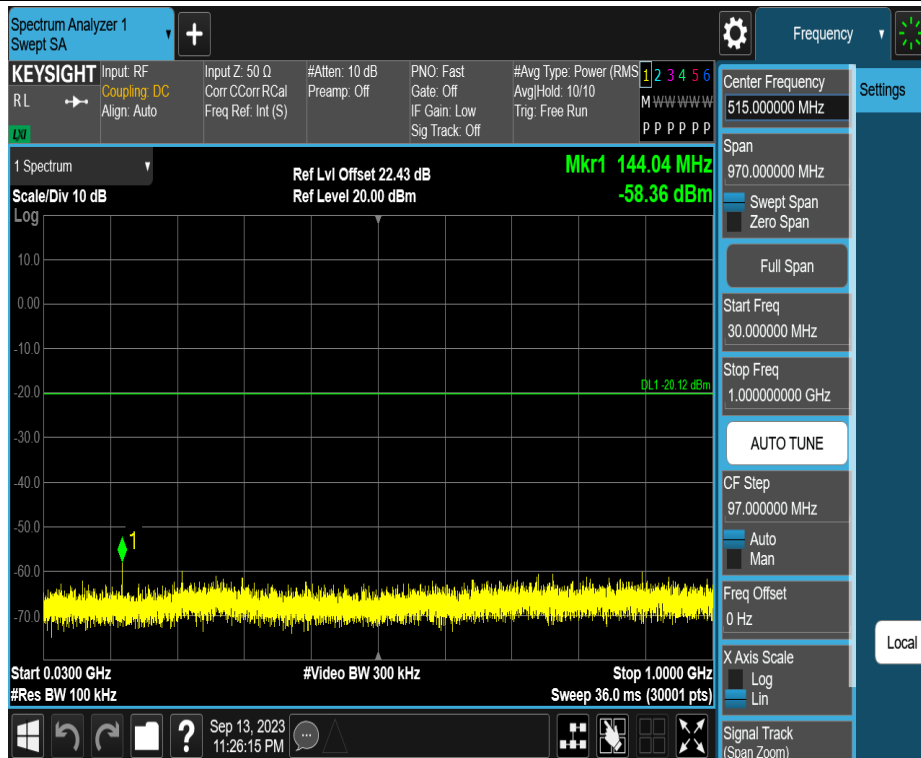 Spectrum Analyzer 1
Swept SA
+
Frequency
KEYSIGHT
R L
LXI
Input: RF
Coupling: DC
Align: Auto
Input Z: 50 Ω
Corr CCorr RCal
Freq Ref: Int (S)
#Atten: 10 dB
Preamp: Off
PNO: Fast
Gate: Off
IF Gain: Low
Sig Track: Off
#Avg Type: Power (RMS
Avg|Hold: 10/10
Trig: Free Run
1 2 3 4 5 6
M W W W W W
P P P P P P
1 Spectrum
Scale/Div 10 dB
Log
Ref Lvl Offset 22.43 dB
Ref Level 20.00 dBm
Mkr1 144.04 MHz
-58.36 dBm
10.0
0.00
-10.0
-20.0
-30.0
-40.0
-50.0
-60.0
-70.0
DL1 -20.12 dBm
1
Start 0.0300 GHz
#Res BW 100 kHz
#Video BW 300 kHz
Stop 1.0000 GHz
Sweep 36.0 ms (30001 pts)
?
Sep 13, 2023
11:26:15 PM
Center Frequency
515.000000 MHz
Span
970.000000 MHz
Swept Span
Zero Span
Full Span
Start Freq
30.000000 MHz
Stop Freq
1.000000000 GHz
AUTO TUNE
CF Step
97.000000 MHz
Auto
Man
Freq Offset
0 Hz
X Axis Scale
Log
Lin
Signal Track
(Span Zoom)
Settings
Local